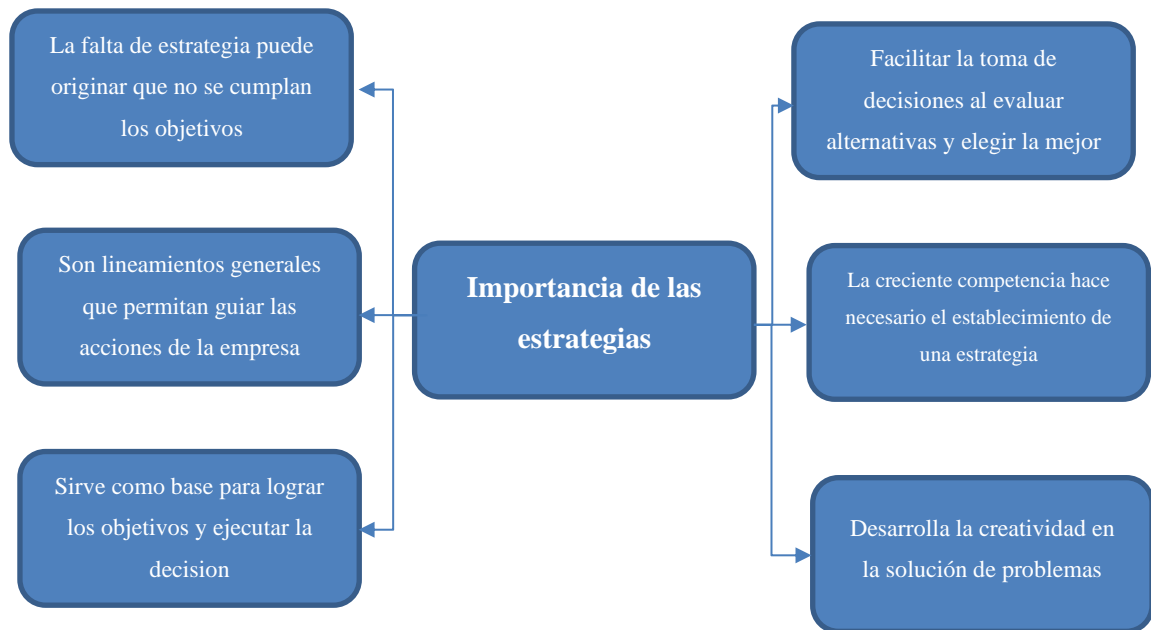 La falta de estrategia puede
originar que no se cumplan
los objetivos
Son lineamientos generales
que permitan guiar las
acciones de la empresa
Sirve como base para lograr
los objetivos y ejecutar la
decision
Importancia de las
estrategias
Facilitar la toma de
decisiones al evaluar
alternativas y elegir la mejor
La creciente competencia hace
necesario el establecimiento de
una estrategia
Desarrolla la creatividad en
la solución de problemas